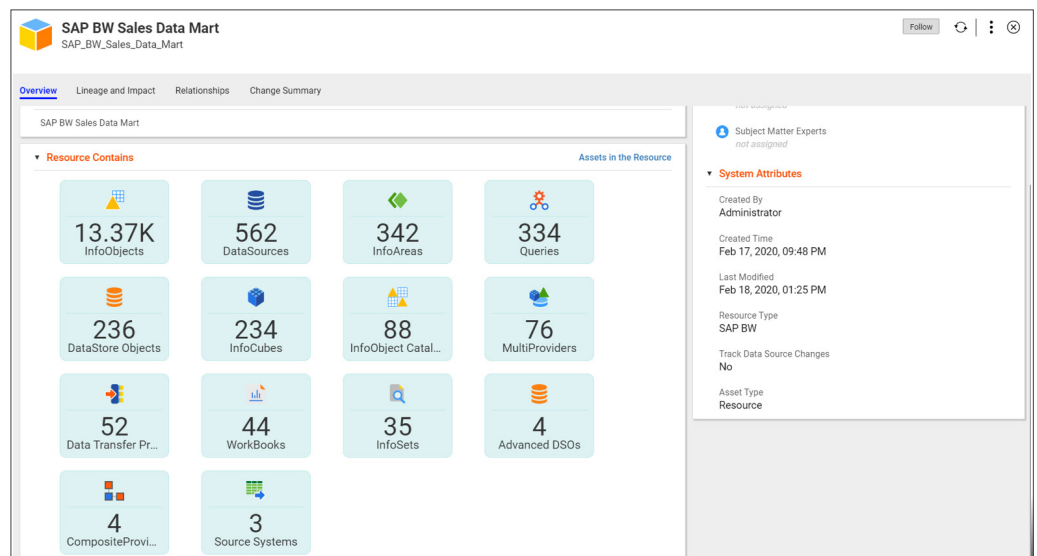 SAP BW Sales Data Mart
SAP_BW_Sales_Data_Mart
Follow
Overview Lineage and Impact Relationships Change Summary
SAP BW Sales Data Mart
Resource Contains
Assets in the Resource
13.37K
InfoObjects
562
DataSources
342
InfoAreas
334
Queries
236
DataStore Objects
234
InfoCubes
88
InfoObject Catal...
76
MultiProviders
52
Data Transfer Pr...
44
WorkBooks
35
InfoSets
4
Advanced DSOs
4
CompositeProvi...
3
Source Systems
not assigned
Subject Matter Experts
not assigned
System Attributes
Created By
Administrator
Created Time
Feb 17, 2020, 09:48 PM
Last Modified
Feb 18, 2020, 01:25 PM
Resource Type
SAP BW
Track Data Source Changes
No
Asset Type
Resource